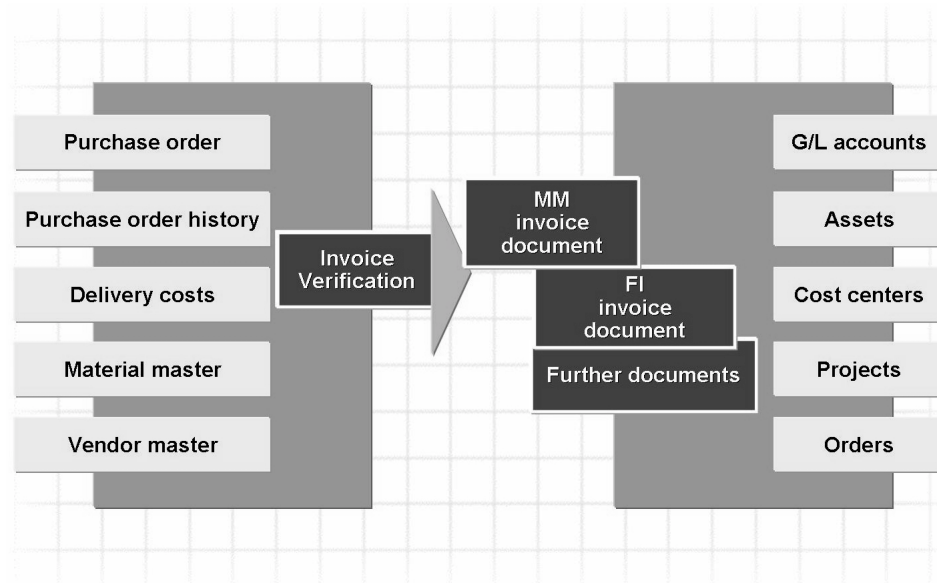 Purchase order
Purchase order history
Delivery costs
Material master
Vendor master
Invoice
Verification
MM
invoice
document
FI
invoice
document
Further documents
G/L accounts
Assets
Cost centers
Projects
Orders